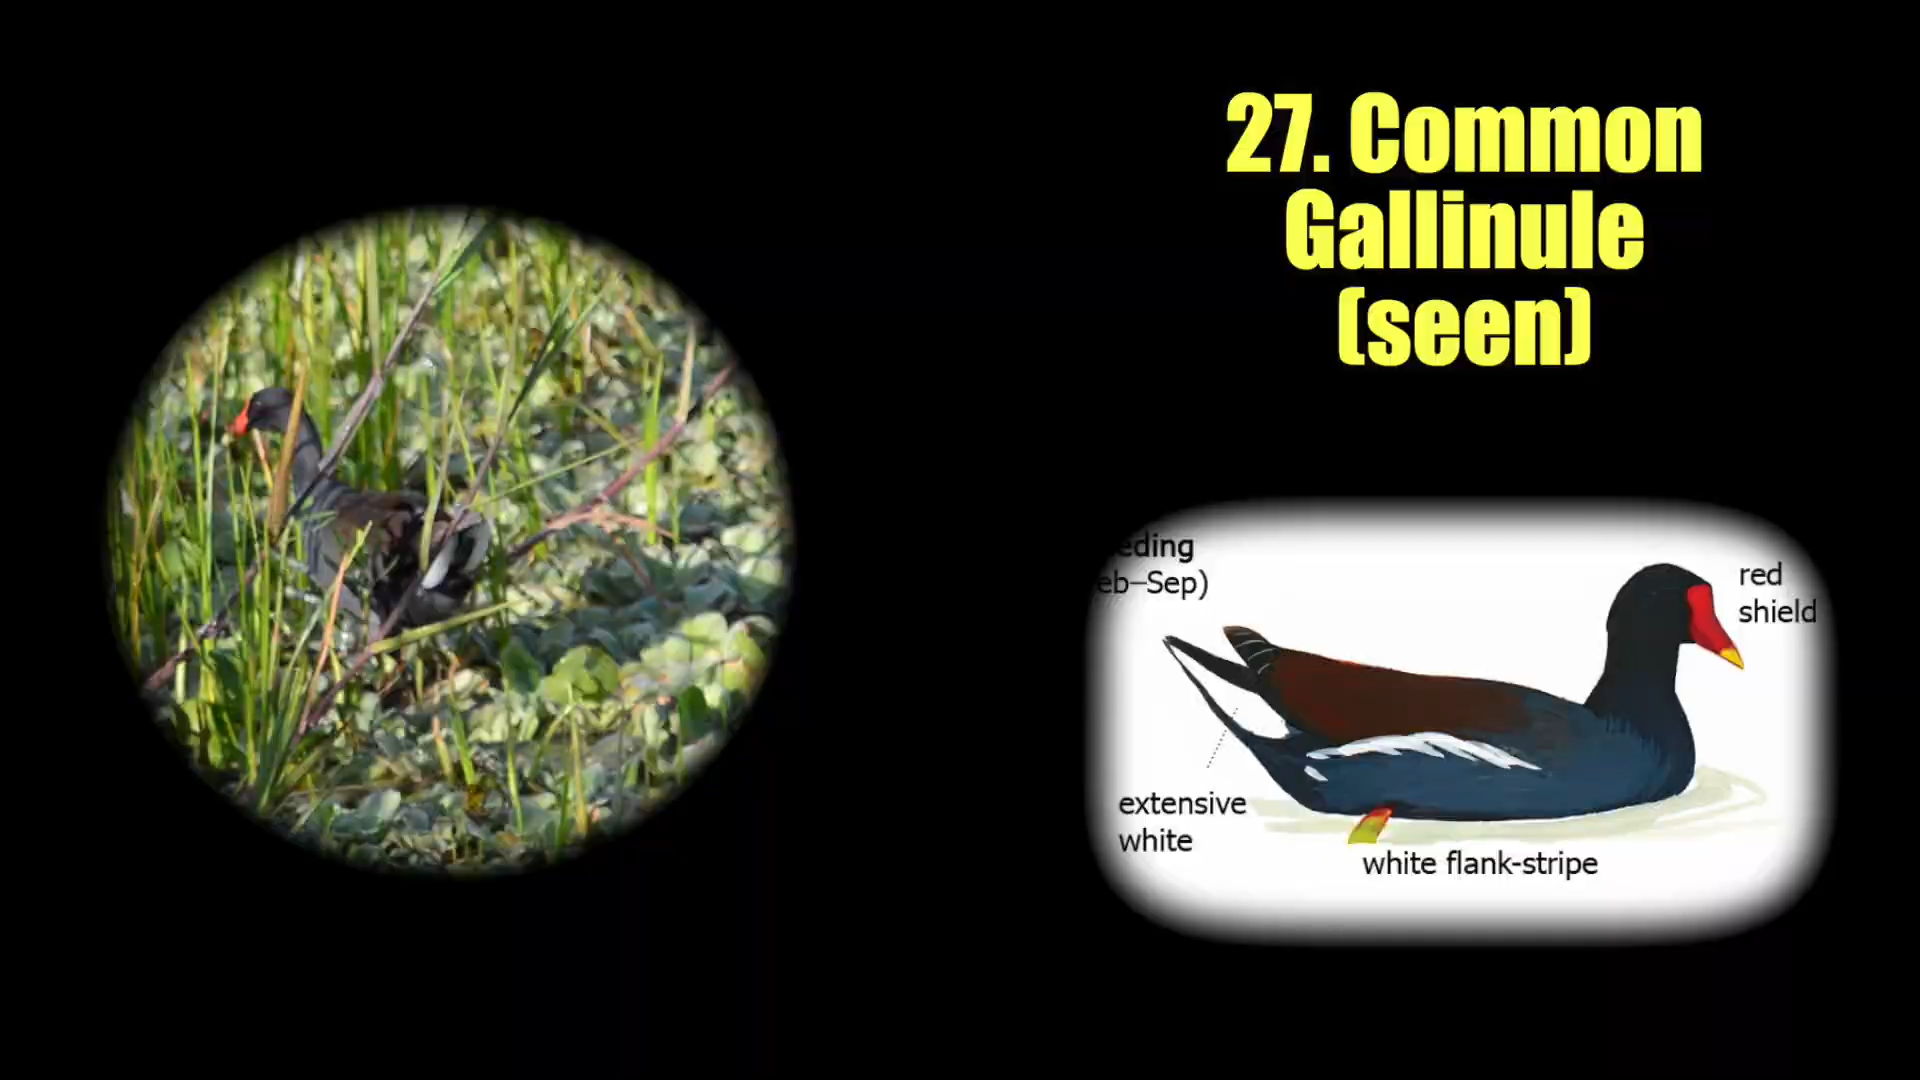 27. Common
Gallinule
(seen)
eding
eb–Sep)
red
shield
extensive
white
white flank-stripe